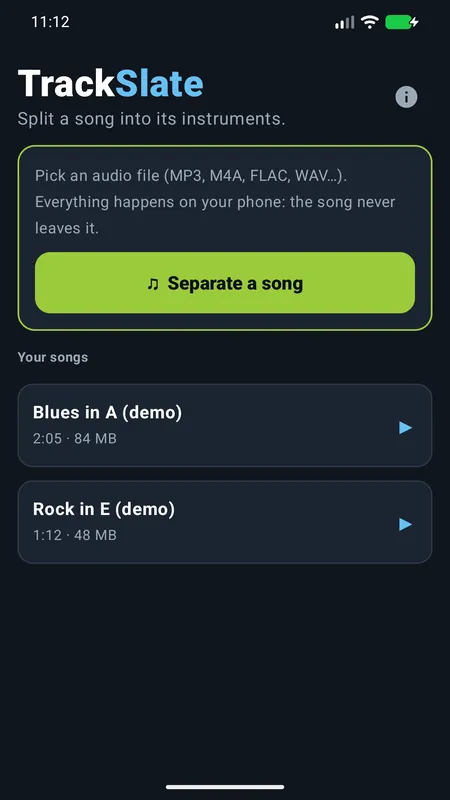 11:12
TrackSlate
Split a song into its instruments.
Pick an audio file (MP3, M4A, FLAC, WAV…).
Everything happens on your phone: the song never
leaves it.
♫ Separate a song
Your songs
Blues in A (demo)
2:05 · 84 MB
Rock in E (demo)
1:12 · 48 MB